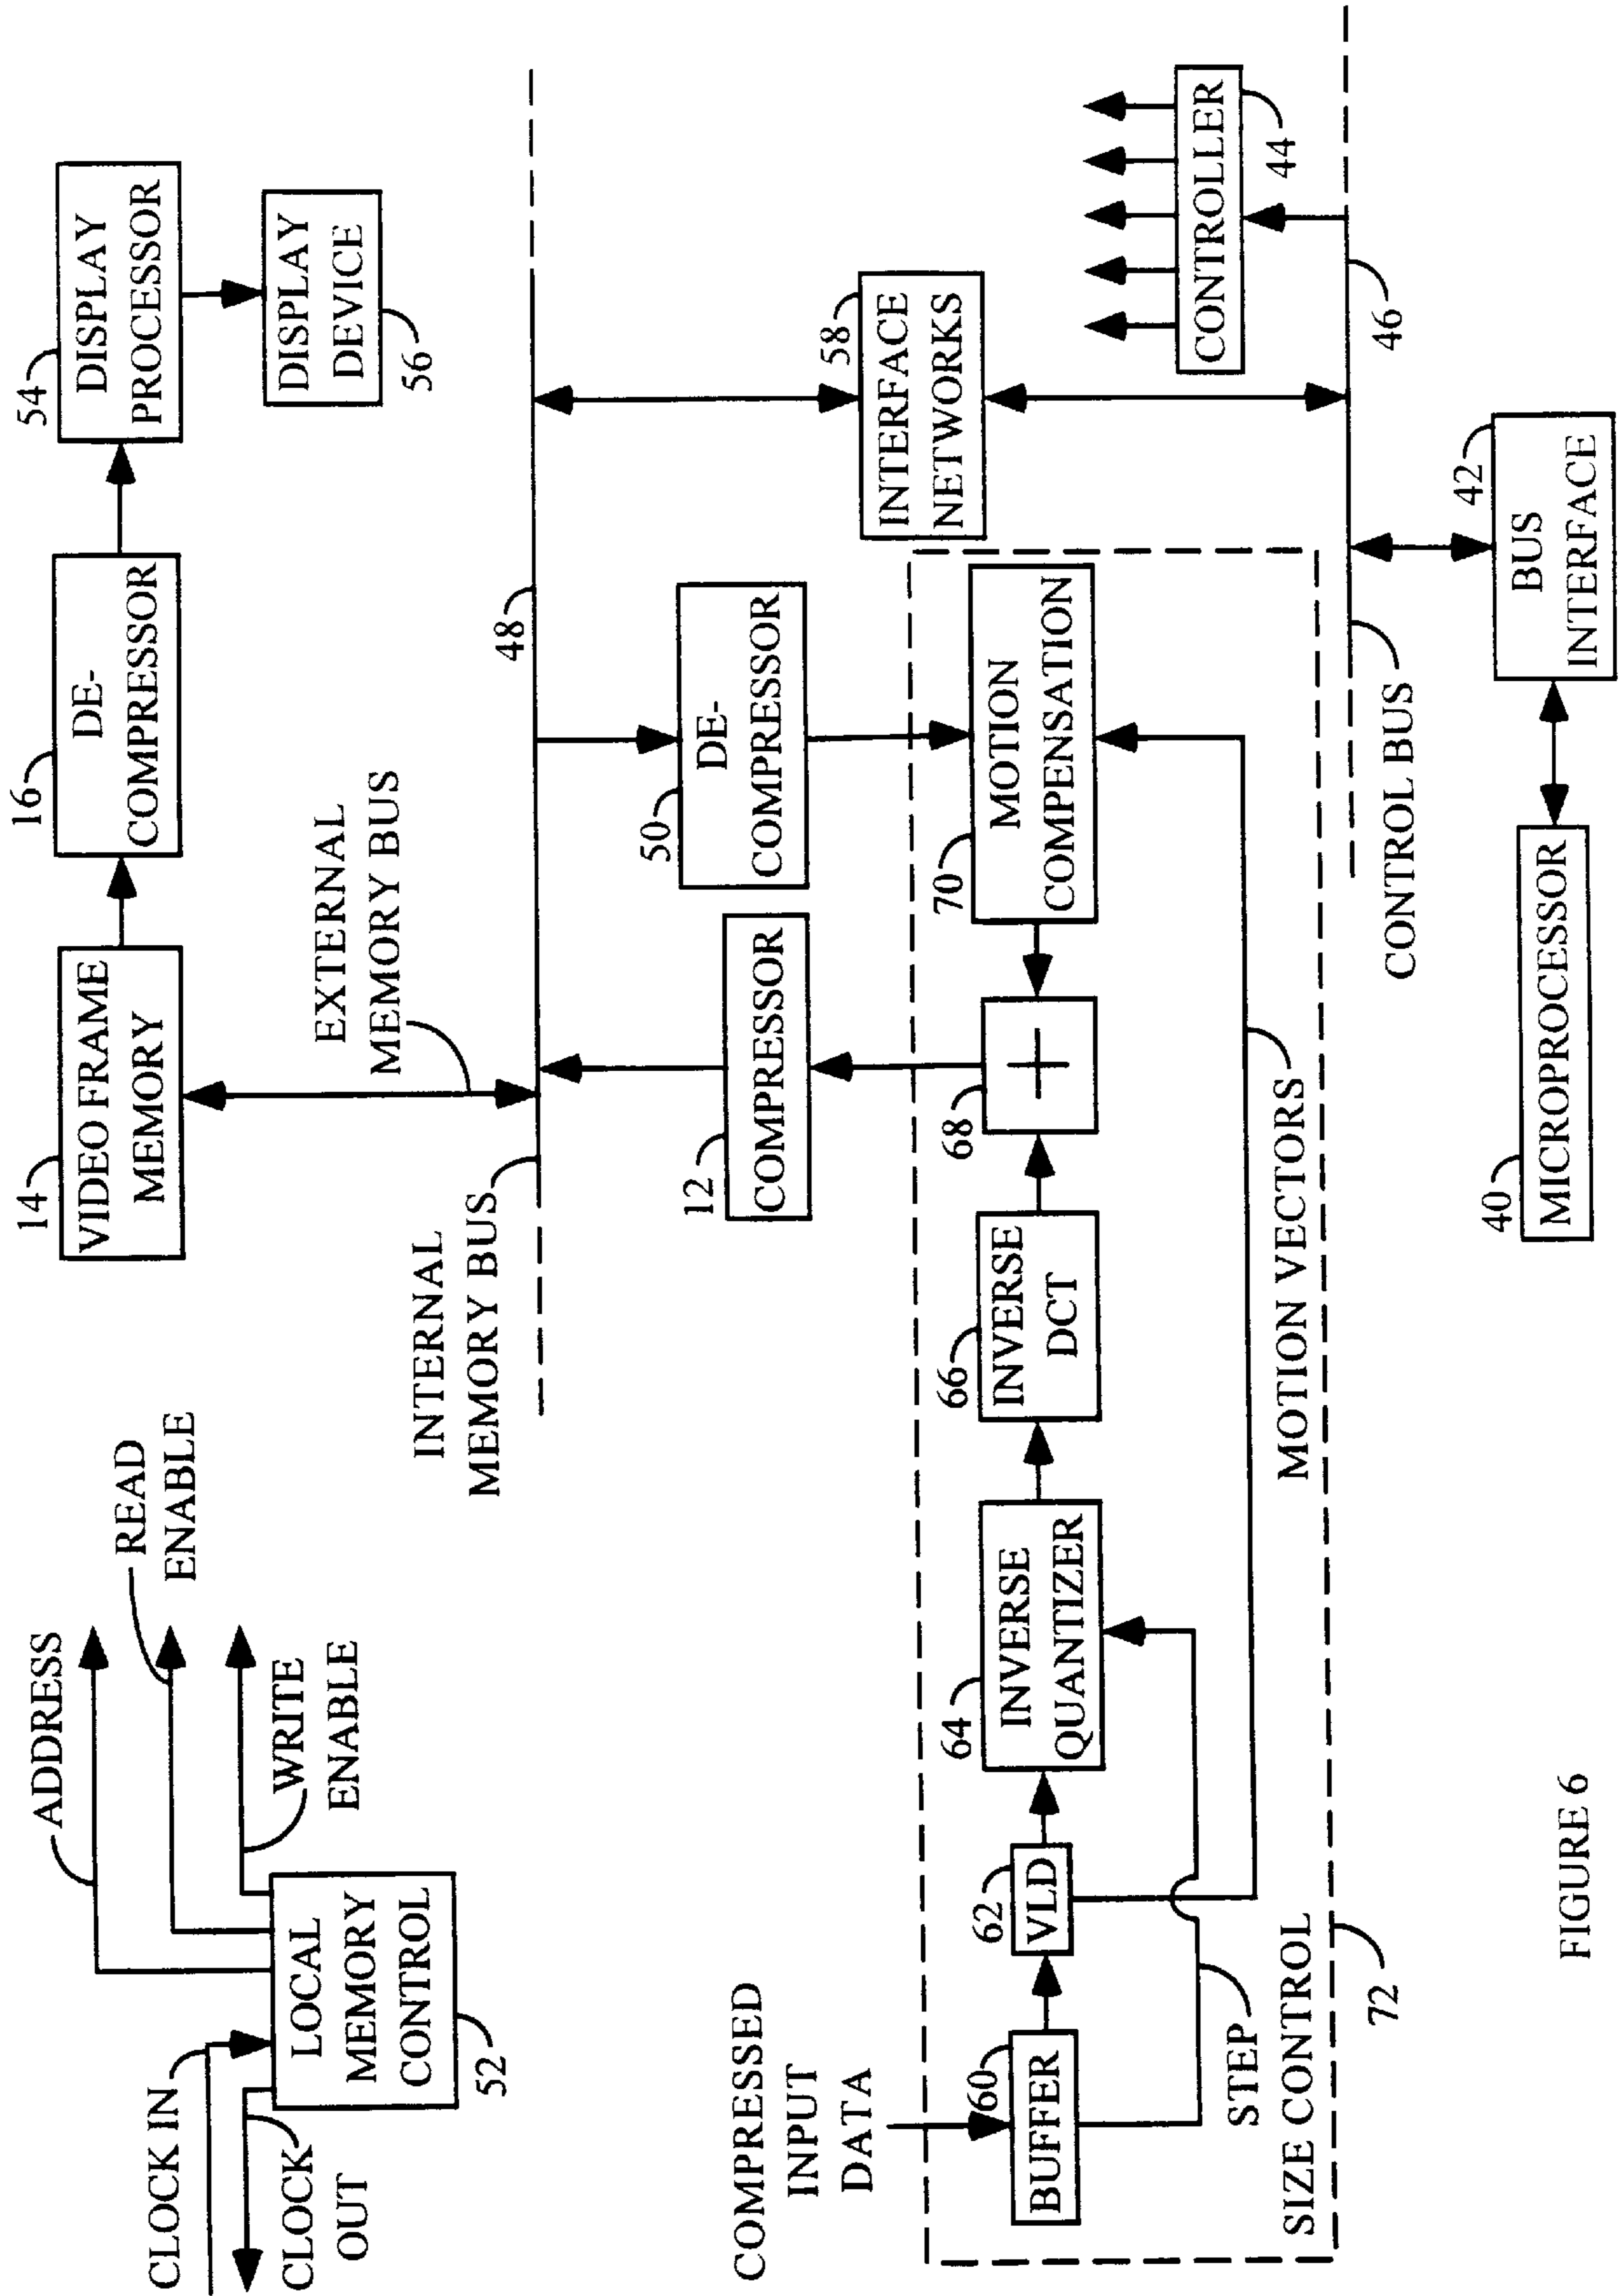 CLOCK IN
CLOCK
OUT
LOCAL
MEMORY
CONTROL
52
ADDRESS
READ
ENABLE
WRITE
ENABLE
14
VIDEO FRAME
MEMORY
16
DE-
COMPRESSOR
54
DISPLAY
PROCESSOR
DISPLAY
DEVICE
56
EXTERNAL
MEMORY BUS
INTERNAL
MEMORY BUS
48
12
COMPRESSOR
50
DE-
COMPRESSOR
58
INTERFACE
NETWORKS
CONTROLLER
44
COMPRESSED
INPUT
DATA
60
BUFFER
62
VLD
64
INVERSE
QUANTIZER
66
INVERSE
DCT
68
+
70
MOTION
COMPENSATION
STEP
SIZE CONTROL
MOTION VECTORS
72
46
CONTROL BUS
40
MICROPROCESSOR
42
BUS
INTERFACE
FIGURE 6